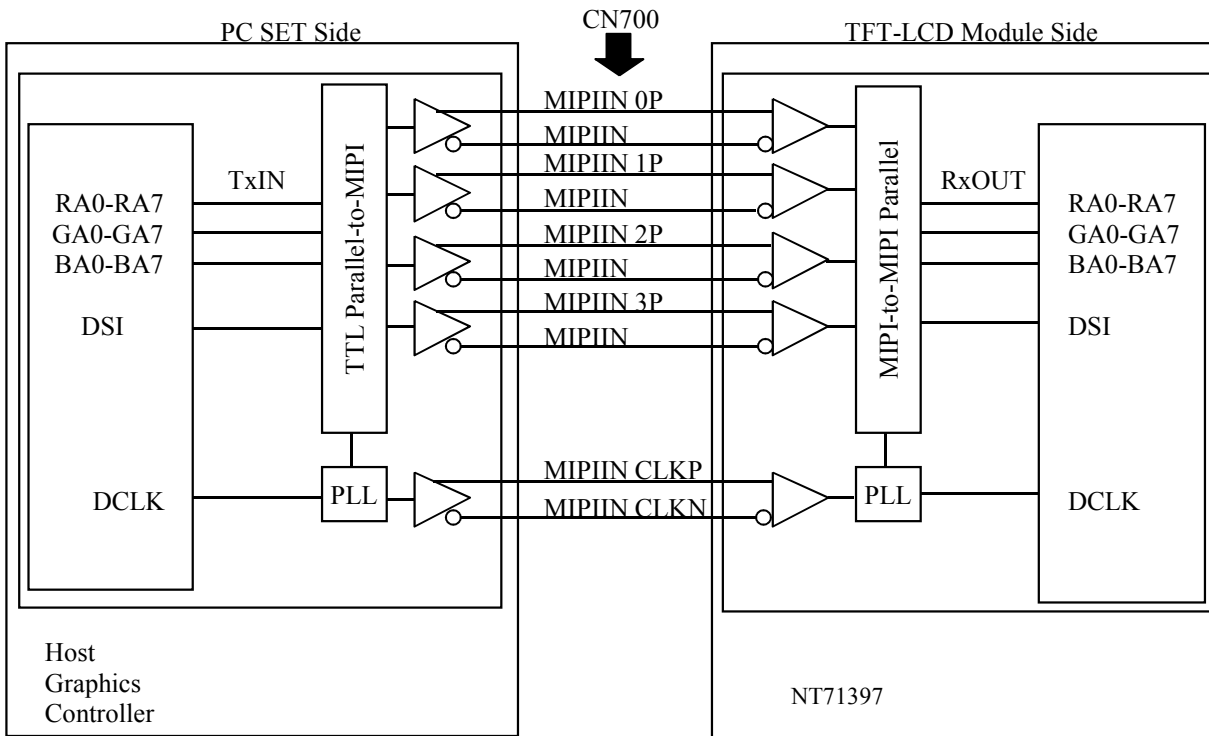 CN700
PC SET Side
TFT-LCD Module Side
TxIN
RA0-RA7
GA0-GA7
BA0-BA7
DSI
DCLK
TTL Parallel-to-MIPI
PLL
MIPIIN 0P
MIPIIN
MIPIIN 1P
MIPIIN
MIPIIN 2P
MIPIIN
MIPIIN 3P
MIPIIN
MIPIIN CLKP
MIPIIN CLKN
MIPI-to-MIPI Parallel
PLL
RxOUT
RA0-RA7
GA0-GA7
BA0-BA7
DSI
DCLK
Host
Graphics
Controller
NT71397